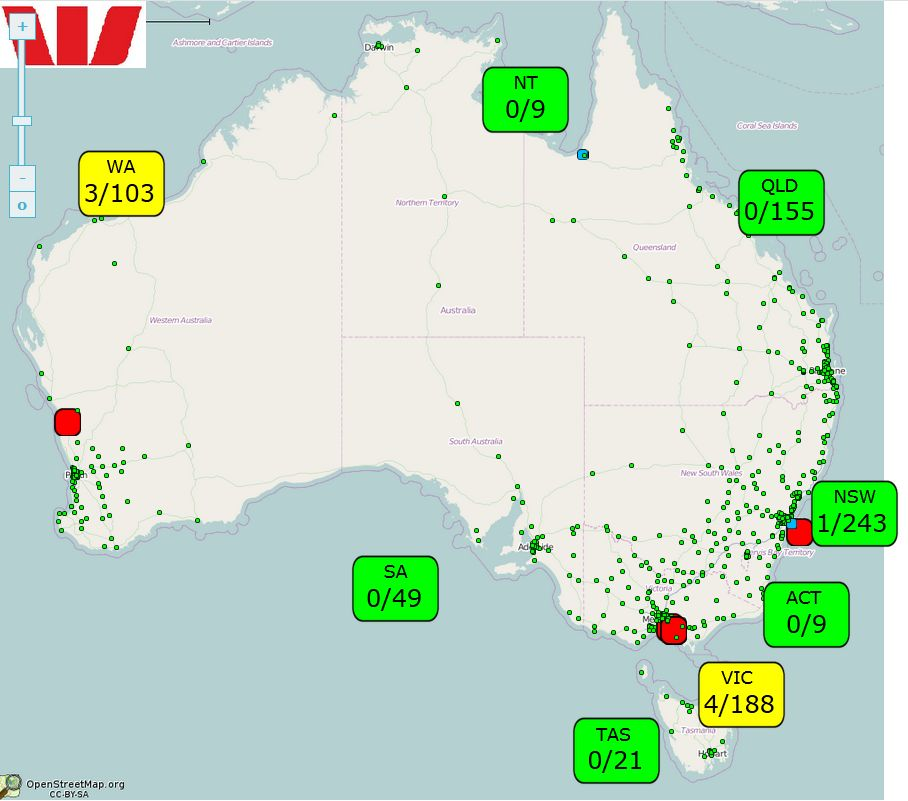 +
-
o
Ashmore and Cartier Islands
Darwin
NT
0/9
Coral Sea Islands
WA
3/103
QLD
0/155
Northern Territory
Queensland
Australia
Western Australia
South Australia
New South Wales
NSW
1/243
Territory
SA
0/49
ACT
0/9
Victoria
VIC
4/188
TAS
0/21
Tasmania
OpenStreetMap.org
CC-BY-SA